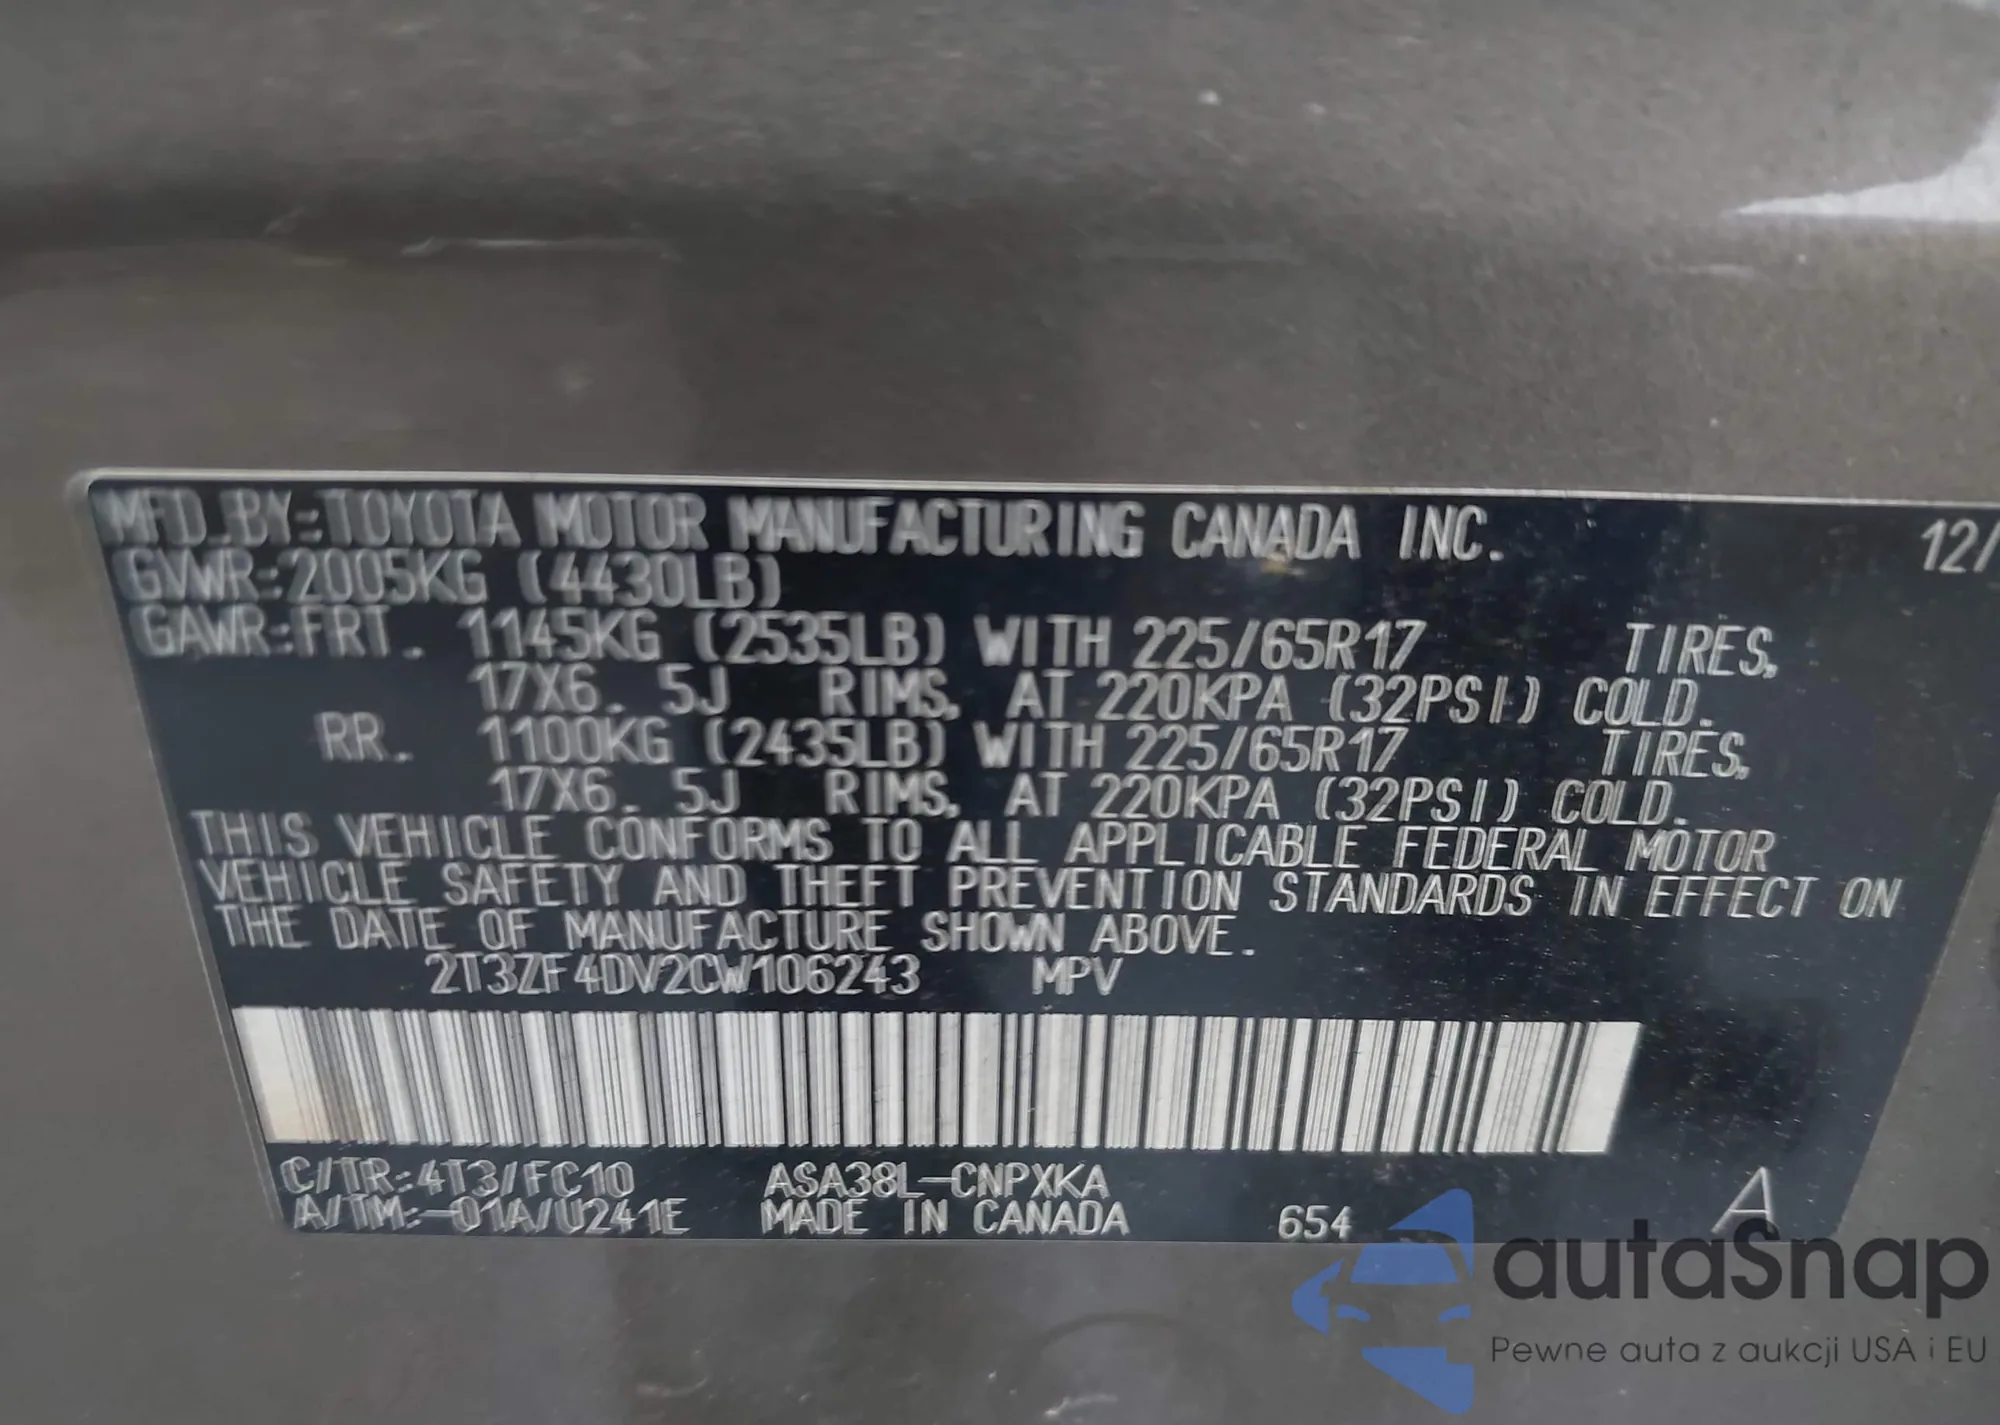 MFD. BY: TOYOTA MOTOR MANUFACTURING CANADA INC. 12/
GVWR: 2005KG (4430LB)
GAWR: FRT. 1145KG (2535LB) WITH 225/65R17 TIRES,
17X6. 5J RIMS, AT 220KPA (32PSI) COLD.
RR. 1100KG (2435LB) WITH 225/65R17 TIRES,
17X6. 5J RIMS, AT 220KPA (32PSI) COLD.
THIS VEHICLE CONFORMS TO ALL APPLICABLE FEDERAL MOTOR
VEHICLE SAFETY AND THEFT PREVENTION STANDARDS IN EFFECT ON
THE DATE OF MANUFACTURE SHOWN ABOVE.
2T3ZF4DV2CW106243 MPV
C/TR: 4T3/FC10 ASA38L-CNPXKA
A/TM: -01A/U241E MADE IN CANADA 654 A
autaSnap
Pewne auta z aukcji USA i EU